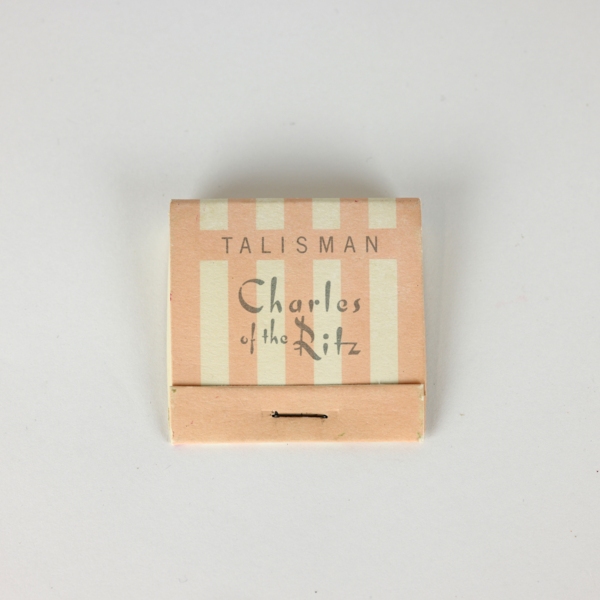 TALISMAN
Charles
of the Ritz